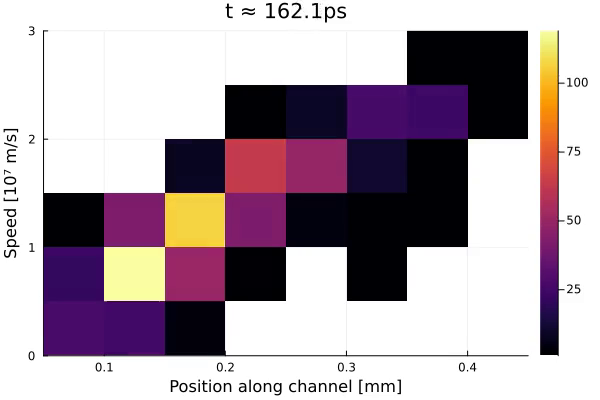 t ≈ 162.1ps
Speed [10⁷ m/s]
3
2
1
0
0.1 0.2 0.3 0.4
Position along channel [mm]
100
75
50
25